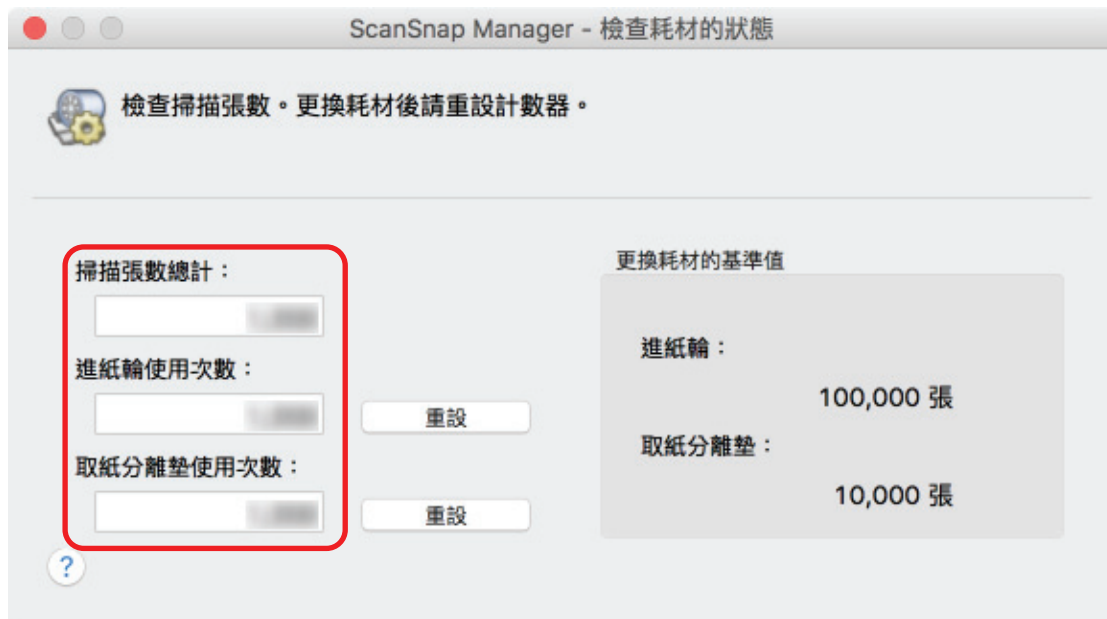 ScanSnap Manager - 檢查耗材的狀態
檢查掃描張數。更換耗材後請重設計數器。
掃描張數總計：
進紙輪使用次數：
重設
取紙分離墊使用次數：
重設
?
更換耗材的基準值
進紙輪：
100,000 張
取紙分離墊：
10,000 張